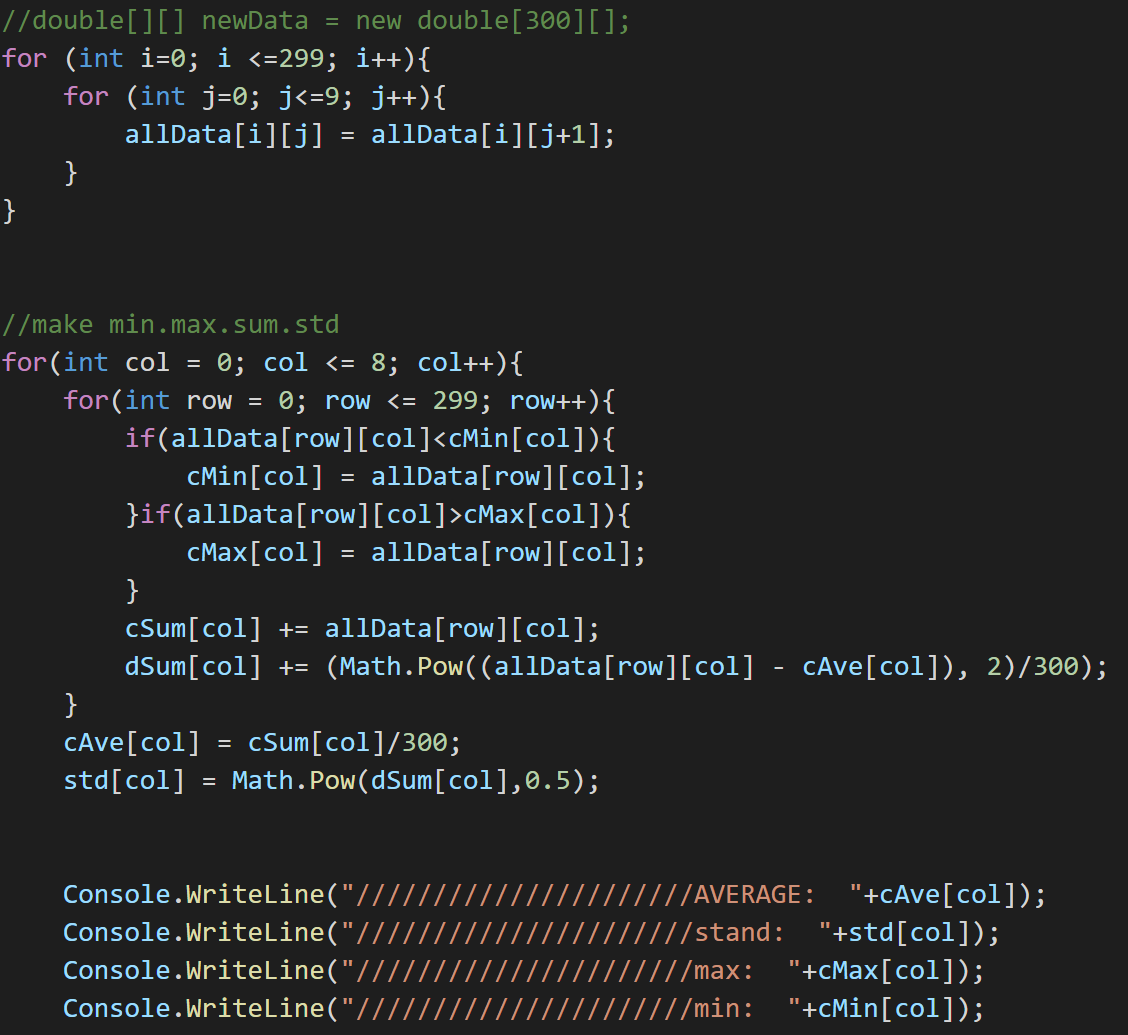 //double[][] newData = new double[300][];
for (int i=0; i <=299; i++){
    for (int j=0; j<=9; j++){
        allData[i][j] = allData[i][j+1];
    }
}
//make min.max.sum.std
for(int col = 0; col <= 8; col++){
    for(int row = 0; row <= 299; row++){
        if(allData[row][col]<cMin[col]){
            cMin[col] = allData[row][col];
        }if(allData[row][col]>cMax[col]){
            cMax[col] = allData[row][col];
        }
        cSum[col] += allData[row][col];
        dSum[col] += (Math.Pow((allData[row][col] - cAve[col]), 2)/300);
    }
    cAve[col] = cSum[col]/300;
    std[col] = Math.Pow(dSum[col],0.5);
    Console.WriteLine("//////////////////////AVERAGE:  "+cAve[col]);
    Console.WriteLine("//////////////////////stand:  "+std[col]);
    Console.WriteLine("//////////////////////max:  "+cMax[col]);
    Console.WriteLine("//////////////////////min:  "+cMin[col]);